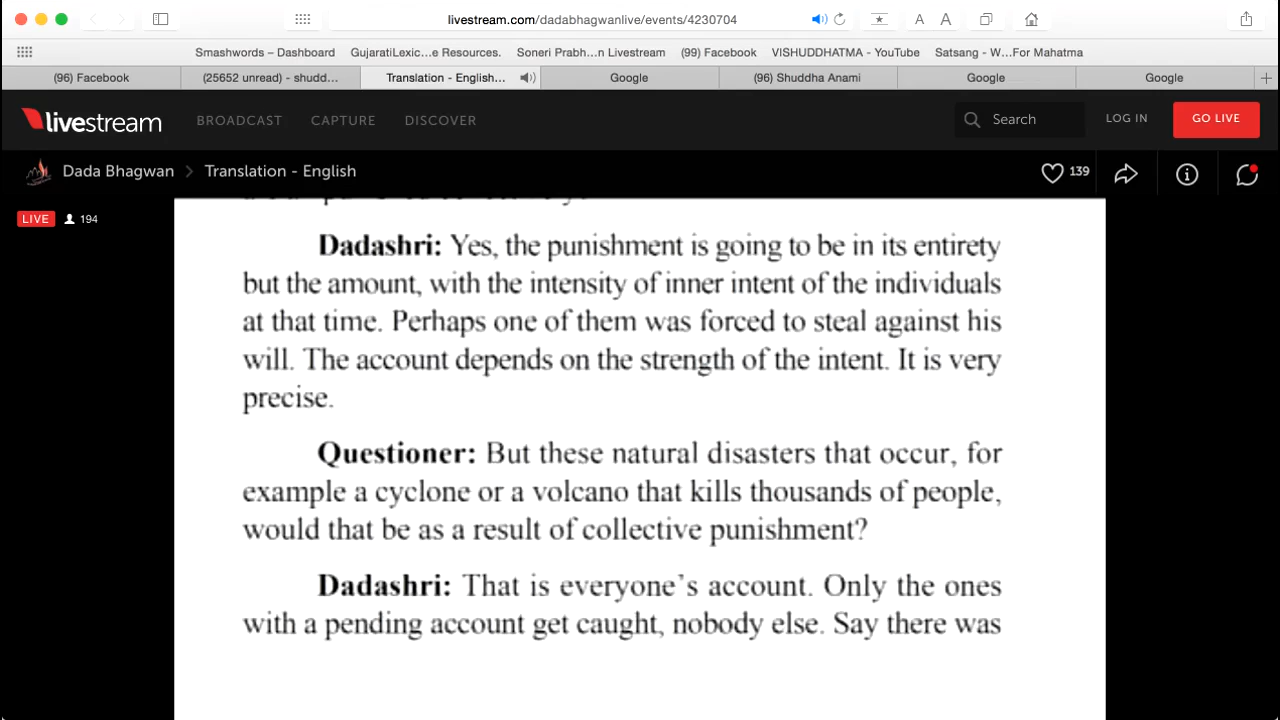 livestream.com/dadabhagwanlive/events/4230704
A A
Smashwords – Dashboard GujaratiLexic...e Resources. Soneri Prabh...n Livestream (99) Facebook VISHUDDHATMA - YouTube Satsang - W...For Mahatma
(96) Facebook (25652 unread) - shudd... Translation - English... Google (96) Shuddha Anami Google Google
livestream BROADCAST CAPTURE DISCOVER Search LOG IN GO LIVE
Dada Bhagwan > Translation - English 139
LIVE 194
Dadashri: Yes, the punishment is going to be in its entirety
but the amount, with the intensity of inner intent of the individuals
at that time. Perhaps one of them was forced to steal against his
will. The account depends on the strength of the intent. It is very
precise.
Questioner: But these natural disasters that occur, for
example a cyclone or a volcano that kills thousands of people,
would that be as a result of collective punishment?
Dadashri: That is everyone's account. Only the ones
with a pending account get caught, nobody else. Say there was